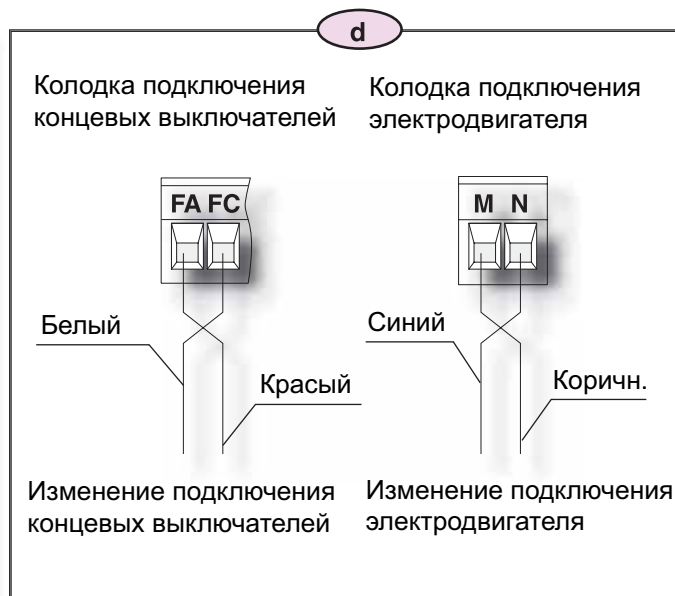 d
Колодка подключения
концевых выключателей
Колодка подключения
электродвигателя
FA FC
M N
Белый
Красый
Синий
Коричн.
Изменение подключения
концевых выключателей
Изменение подключения
электродвигателя